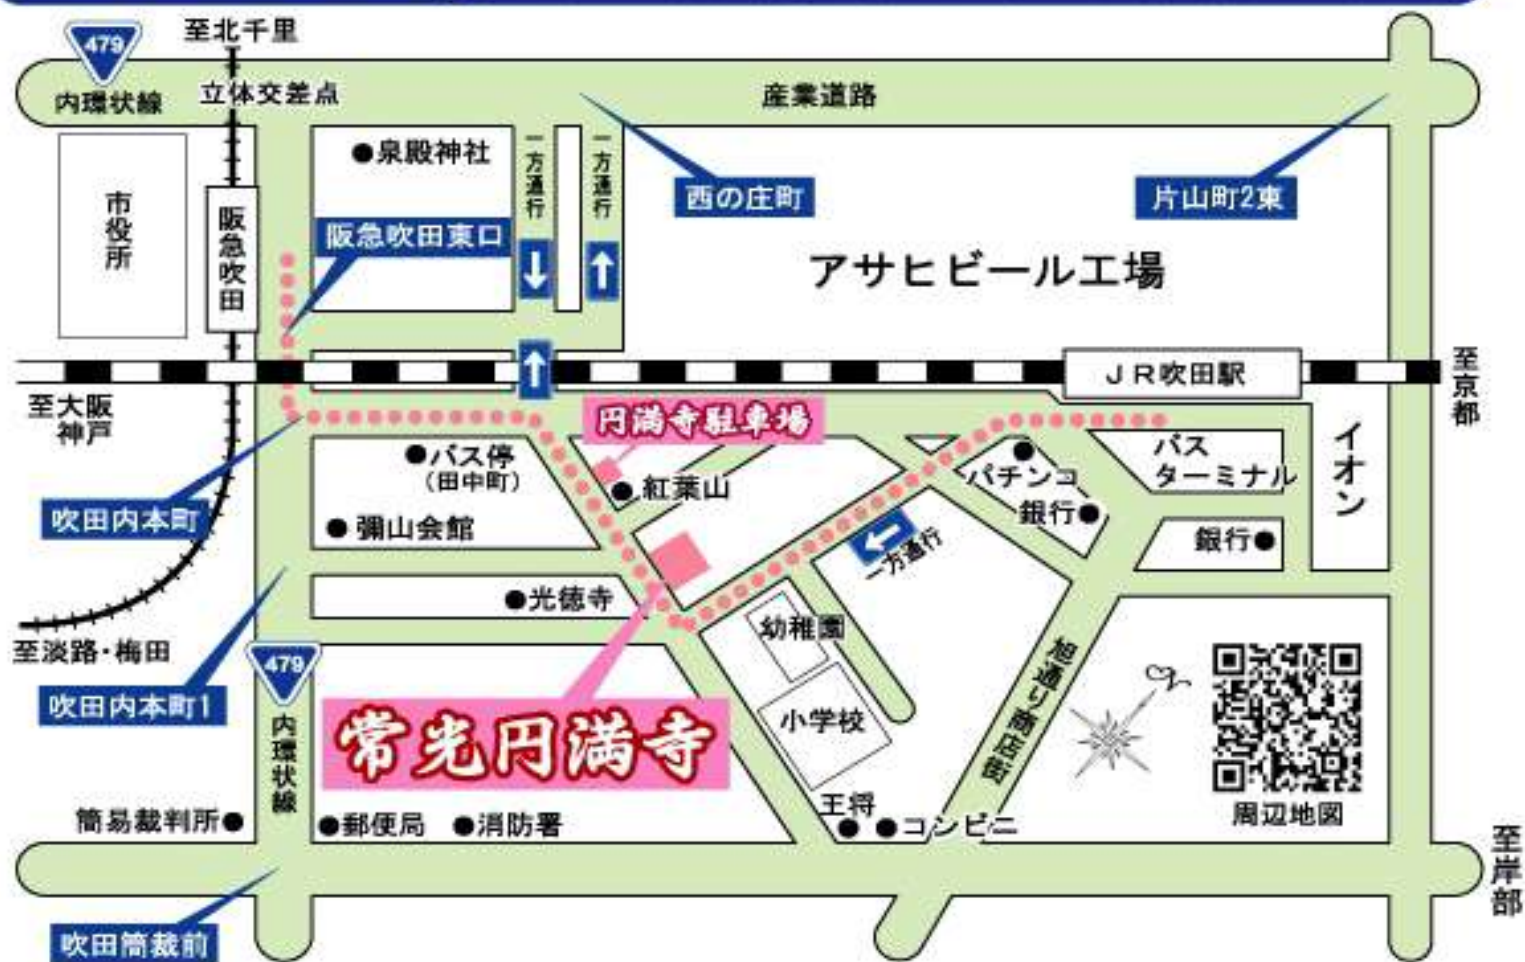 至北千里
479
内環状線
立体交差点
産業道路
市役所
阪急吹田
●泉殿神社
一方通行
一方通行
西の庄町
片山町2東
阪急吹田東口
アサヒビール工場
JR吹田駅
至京都
至大阪
神戸
円満寺駐車場
イオン
●バス停
(田中町)
●紅葉山
パチンコ
バス
ターミナル
銀行●
銀行●
吹田内本町
●彌山会館
一方通行
●光徳寺
幼稚園
至淡路・梅田
479
吹田内本町1
内環状線
常光円満寺
小学校
旭通り商店街
周辺地図
簡易裁判所●
●郵便局
●消防署
王将
●コンビニ
至岸部
吹田簡裁前